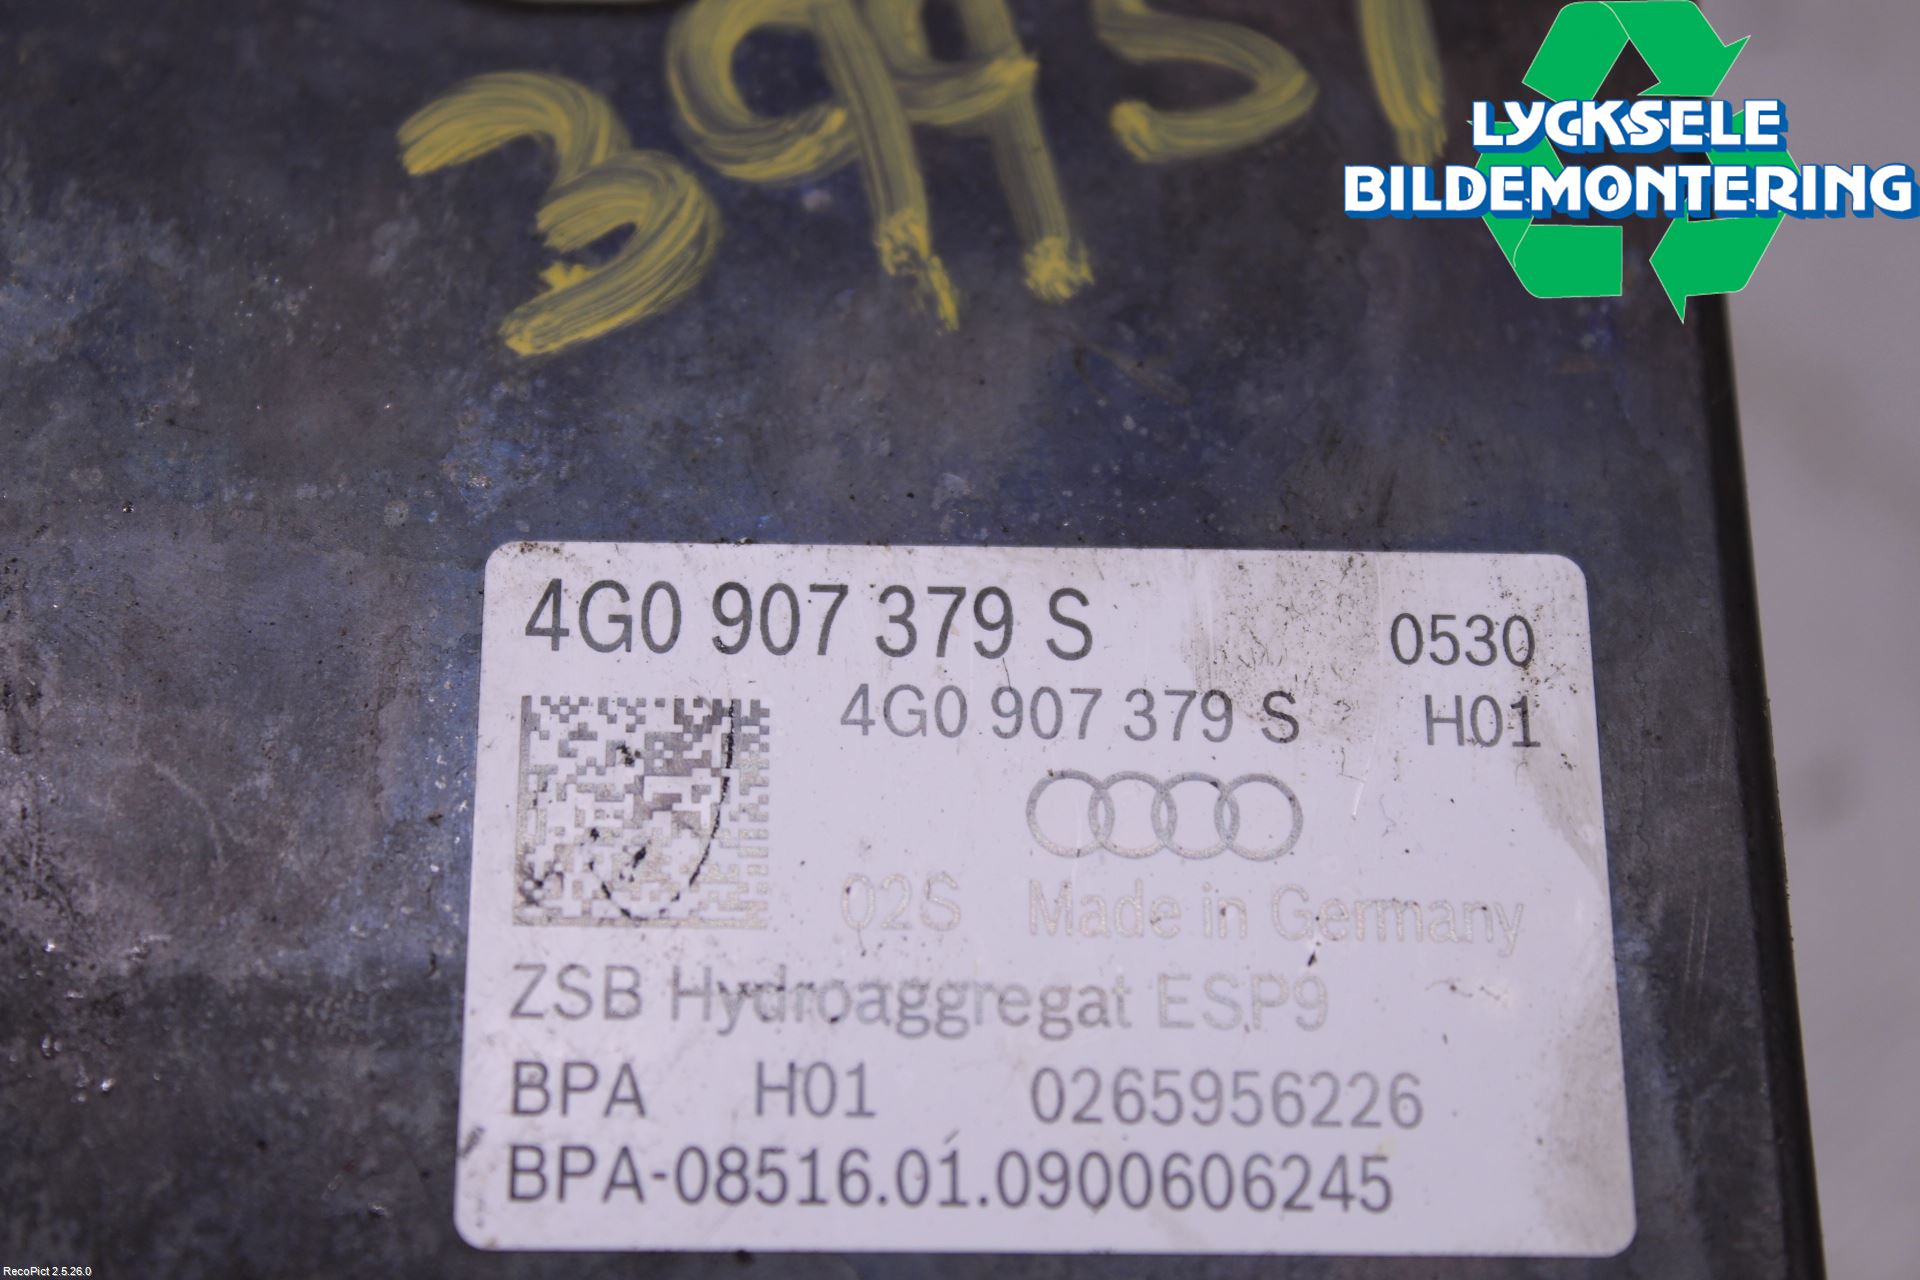 LYCKSELE
BILDEMONTERING
4G0 907 379 S
0530
4G0 907 379 S H01
02S Made in Germany
ZSB Hydroaggregat ESP9
BPA H01 0265956226
BPA-08516.01.0900606245
RecoPict 2.5.26.0